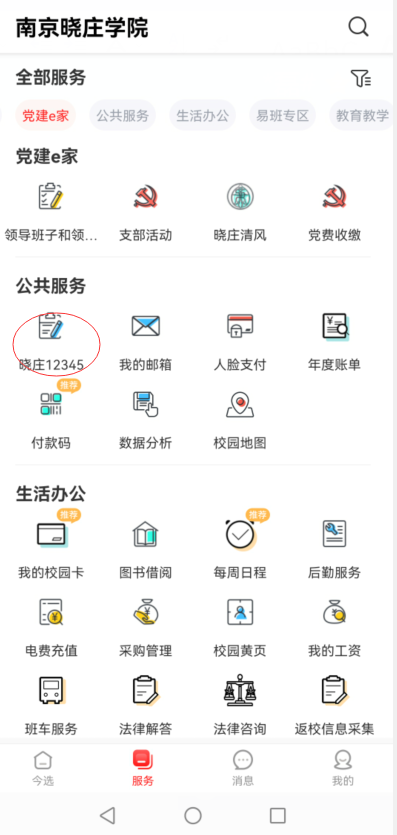 南京晓庄学院
全部服务
党建e家 公共服务 生活办公 易班专区 教育教学
党建e家
领导班子和领... 支部活动 晓庄清风 党费收缴
公共服务
晓庄12345 我的邮箱 人脸支付 年度账单
推荐
付款码 数据分析 校园地图
生活办公
推荐 推荐
我的校园卡 图书借阅 每周日程 后勤服务
电费充值 采购管理 校园黄页 我的工资
班车服务 法律解答 法律咨询 返校信息采集
今选 服务 消息 我的